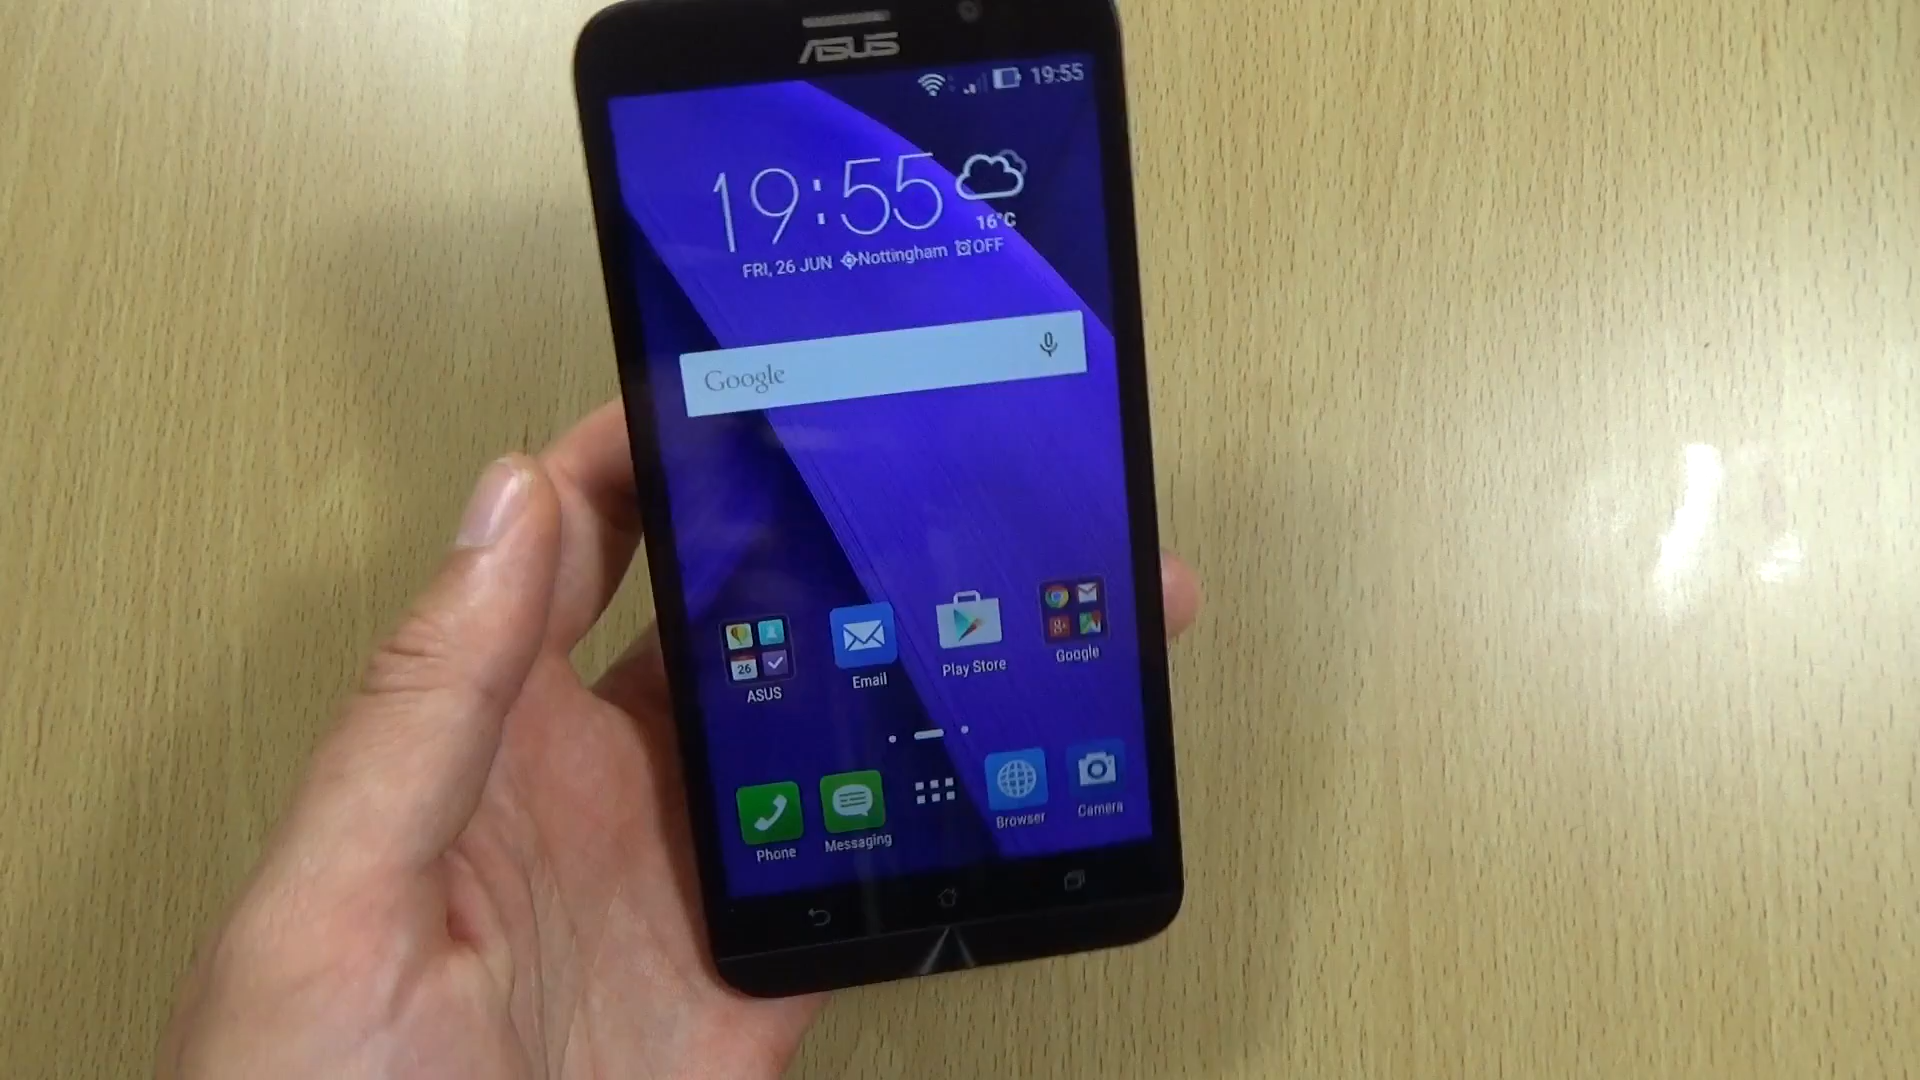 ASUS
19:55
19:55
16°C
FRI, 26 JUN Nottingham OFF
Google
26
8+
ASUS
Email
Play Store
Google
Phone
Messaging
Browser
Camera